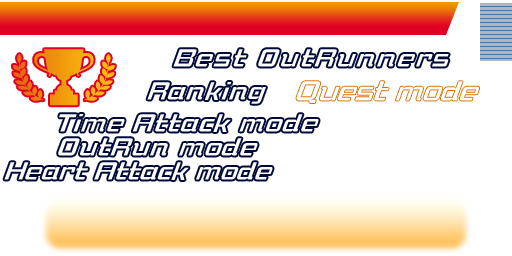 Best OutRunners
Ranking Quest mode
Time Attack mode
OutRun mode
Heart Attack mode